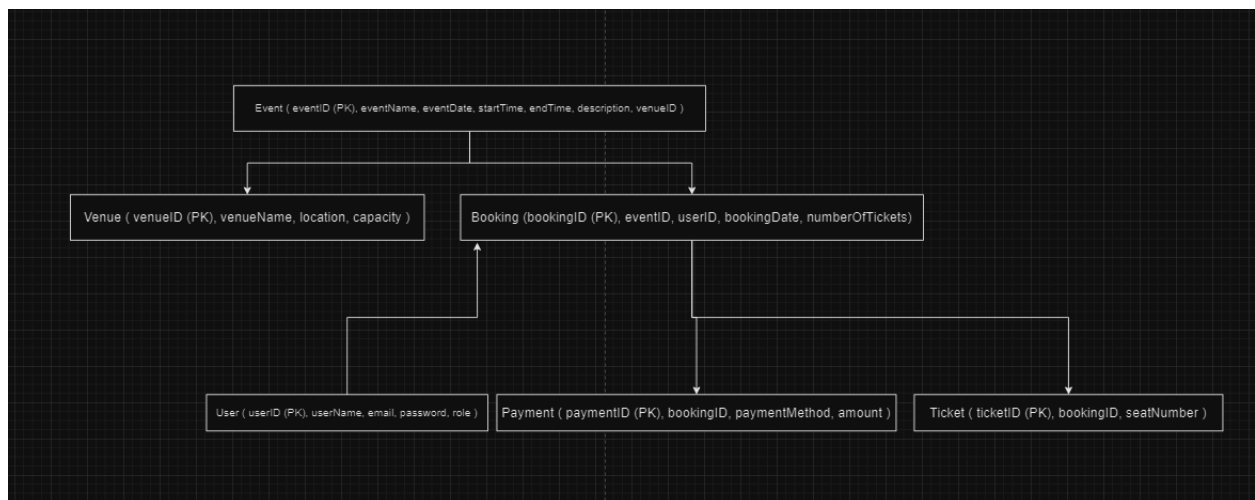 Event ( eventID (PK), eventName, eventDate, startTime, endTime, description, venueID )
Venue ( venueID (PK), venueName, location, capacity )
Booking (bookingID (PK), eventID, userID, bookingDate, numberOfTickets)
User ( userID (PK), userName, email, password, role )
Payment ( paymentID (PK), bookingID, paymentMethod, amount )
Ticket ( ticketID (PK), bookingID, seatNumber )